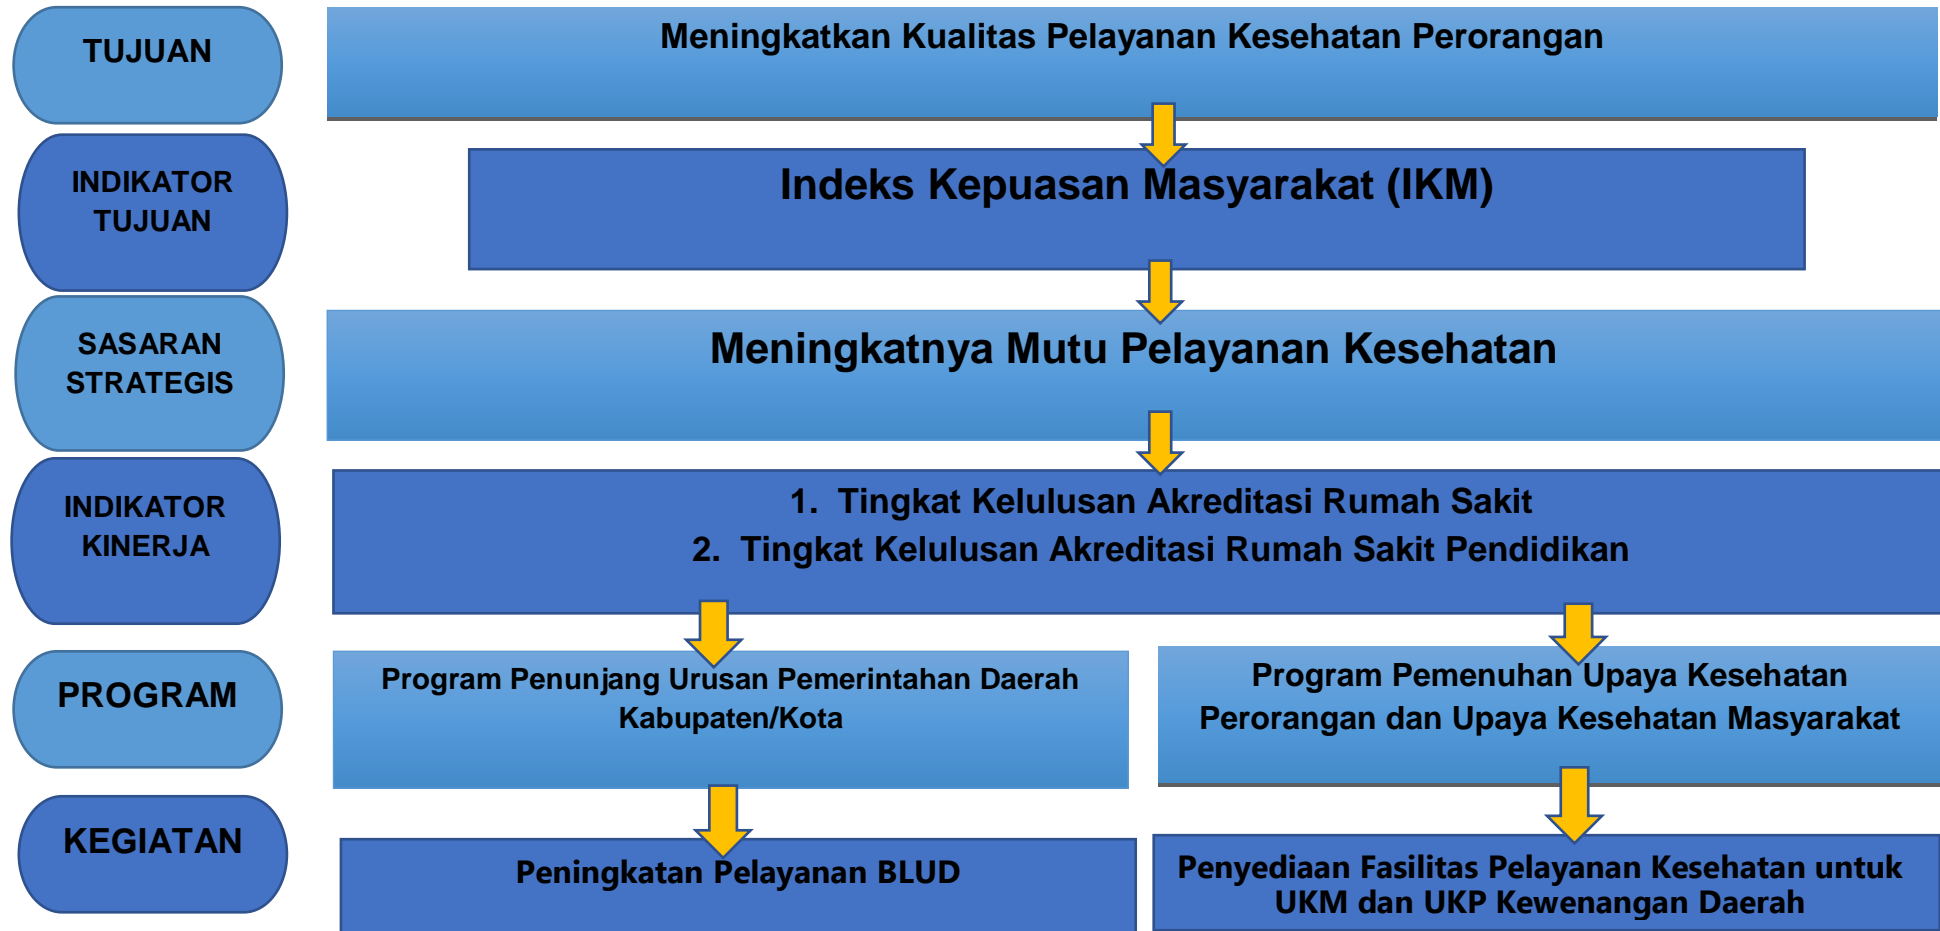 TUJUAN
Meningkatkan Kualitas Pelayanan Kesehatan Perorangan
INDIKATOR
TUJUAN
Indeks Kepuasan Masyarakat (IKM)
SASARAN
STRATEGIS
Meningkatnya Mutu Pelayanan Kesehatan
INDIKATOR
KINERJA
1. Tingkat Kelulusan Akreditasi Rumah Sakit
2. Tingkat Kelulusan Akreditasi Rumah Sakit Pendidikan
PROGRAM
Program Penunjang Urusan Pemerintahan Daerah
Kabupaten/Kota
Program Pemenuhan Upaya Kesehatan
Perorangan dan Upaya Kesehatan Masyarakat
KEGIATAN
Peningkatan Pelayanan BLUD
Penyediaan Fasilitas Pelayanan Kesehatan untuk
UKM dan UKP Kewenangan Daerah